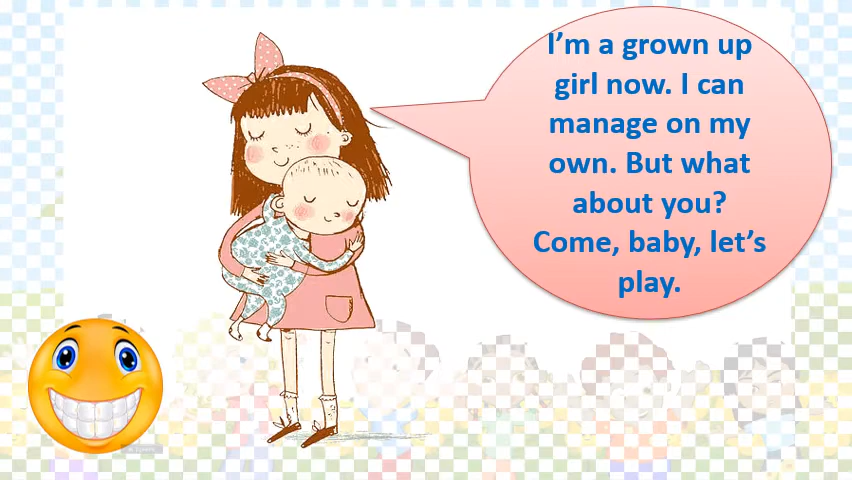 I’m a grown up
girl now. I can
manage on my
own. But what
about you?
Come, baby, let’s
play.